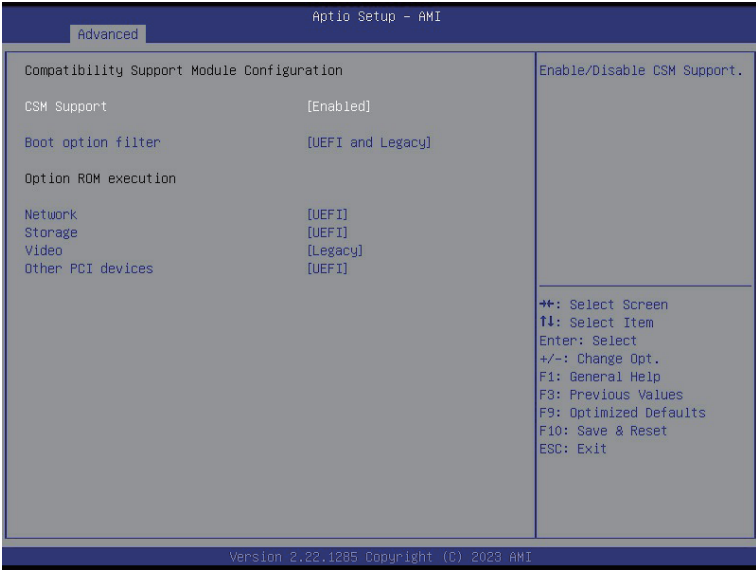 Aptio Setup – AMI
Advanced
Compatibility Support Module Configuration
CSM Support [Enabled]
Boot option filter [UEFI and Legacy]
Option ROM execution
Network [UEFI]
Storage [UEFI]
Video [Legacy]
Other PCI devices [UEFI]
Enable/Disable CSM Support.
→←: Select Screen
↑↓: Select Item
Enter: Select
+/-: Change Opt.
F1: General Help
F3: Previous Values
F9: Optimized Defaults
F10: Save & Reset
ESC: Exit
Version 2.22.1285 Copyright (C) 2023 AMI